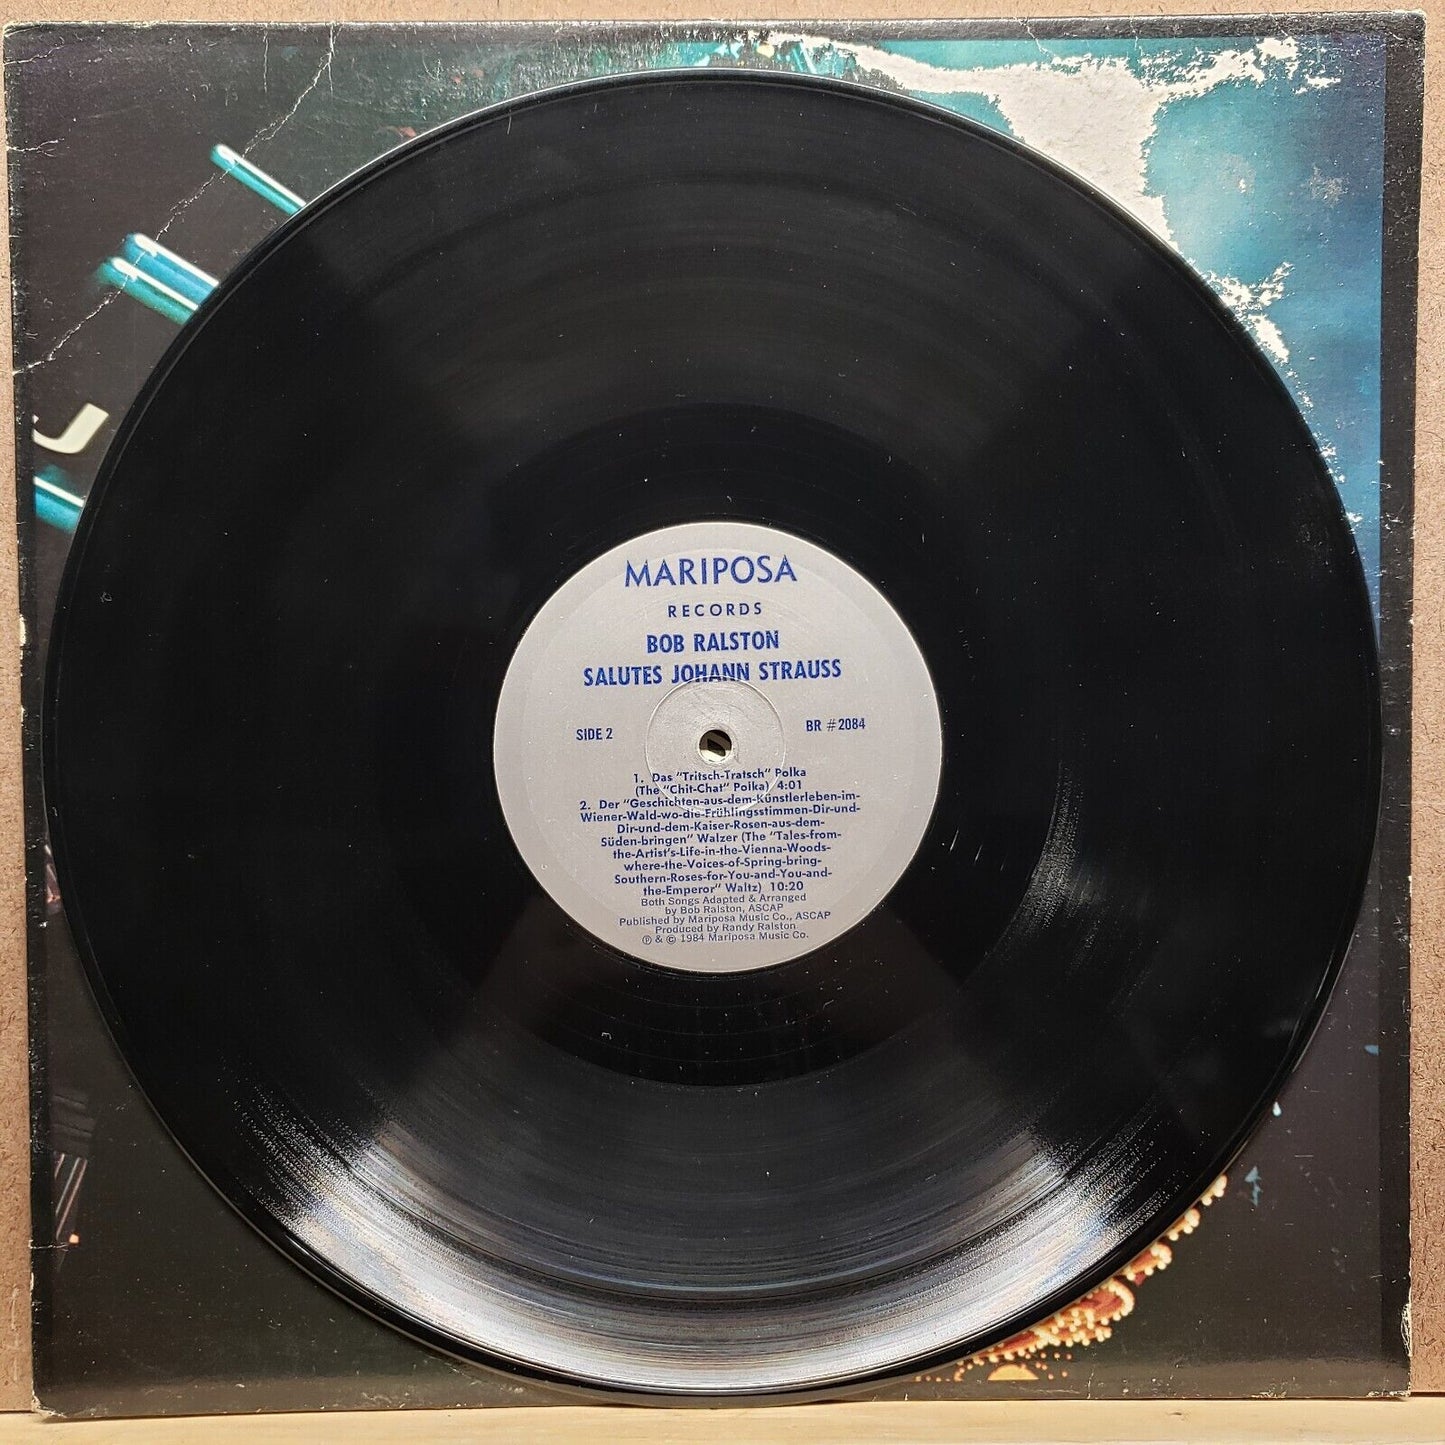 MARIPOSA
RECORDS
BOB RALSTON
SALUTES JOHANN STRAUSS
SIDE 2
BR #2084
1. Das "Tritsch-Tratsch" Polka
(The "Chit-Chat" Polka) 4:01
2. Der "Geschichten-aus-dem-Künstlerleben-im-
Wiener-Wald-wo-die-Frühlingsstimmen-Dir-und-
Dir-und-dem-Kaiser-Rosen-aus-dem-
Süden-bringen" Walzer (The "Tales-from-
the-Artist's-Life-in-the-Vienna-Woods-
where-the-Voices-of-Spring-bring-
Southern-Roses-for-You-and-You-and-
the-Emperor" Waltz) 10:20
Both Songs Adapted & Arranged
by Bob Ralston, ASCAP
Published by Mariposa Music Co., ASCAP
Produced by Randy Ralston
℗ & © 1984 Mariposa Music Co.